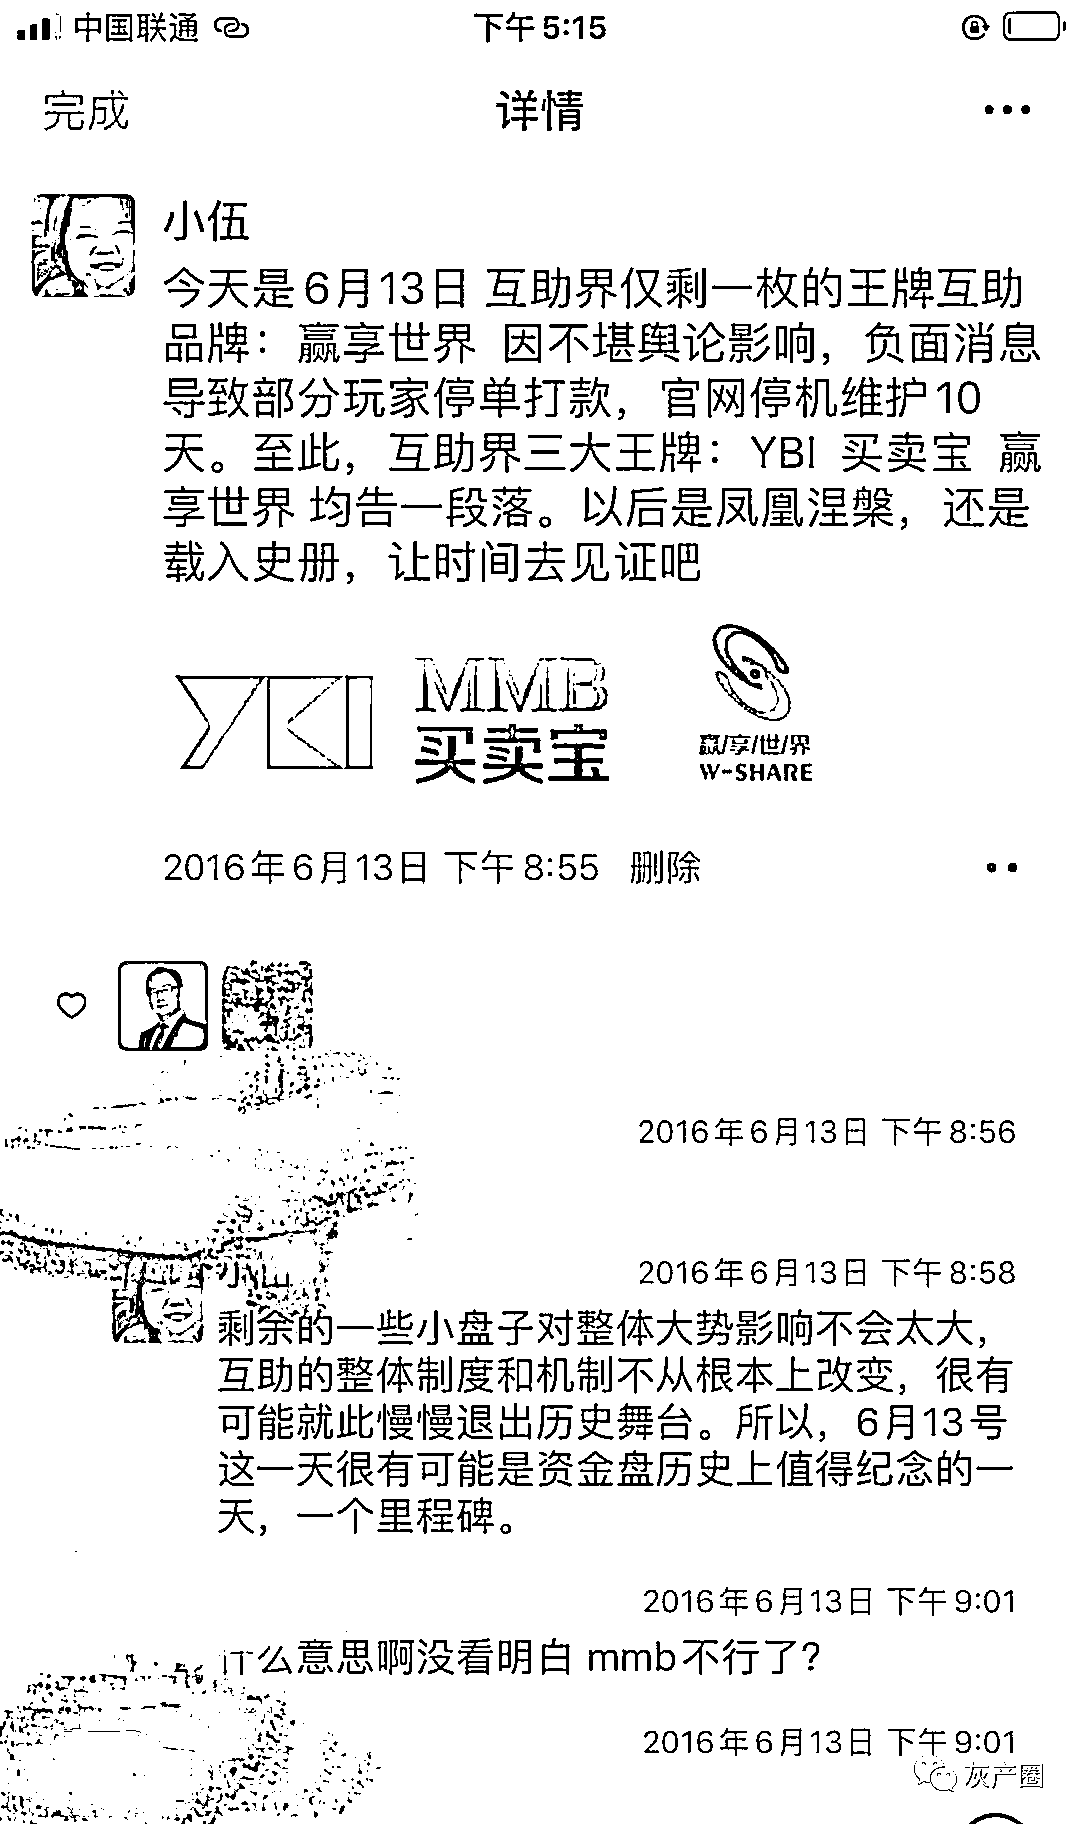 中国联通 下午5:15
完成 详情
小伍
今天是6月13日 互助界仅剩一枚的王牌互助
品牌：赢享世界 因不堪舆论影响，负面消息
导致部分玩家停单打款，官网停机维护10
天。至此，互助界三大王牌：YBI 买卖宝 赢
享世界 均告一段落。以后是凤凰涅槃，还是
载入史册，让时间去见证吧
YBI
MMB
买卖宝
赢/享/世/界
W-SHARE
2016年6月13日 下午8:55 删除
2016年6月13日 下午8:56
2016年6月13日 下午8:58
剩余的一些小盘子对整体大势影响不会太大，
互助的整体制度和机制不从根本上改变，很有
可能就此慢慢退出历史舞台。所以，6月13号
这一天很有可能是资金盘历史上值得纪念的一
天，一个里程碑。
2016年6月13日 下午9:01
什么意思啊没看明白 mmb不行了?
2016年6月13日 下午9:01
灰产圈